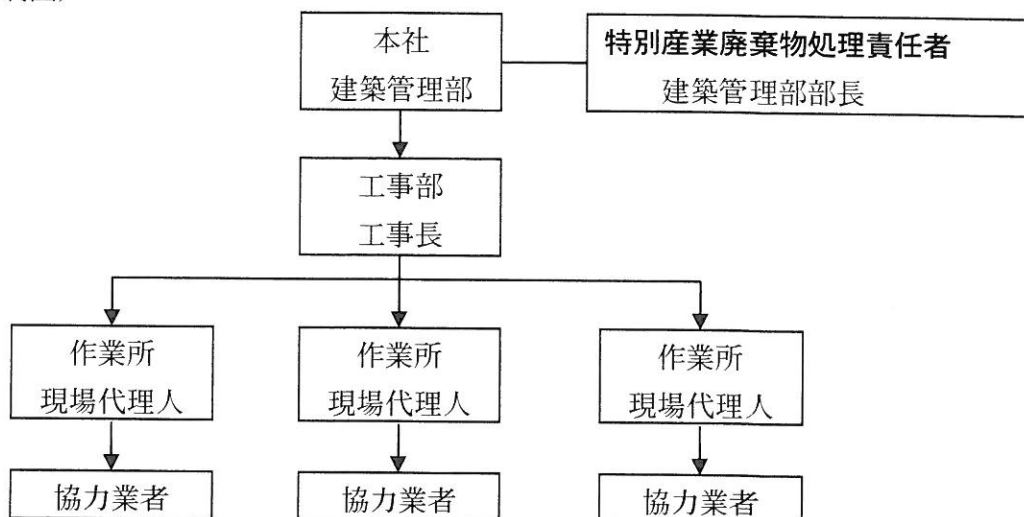 本社
建築管理部
特別産業廃棄物処理責任者
建築管理部部長
工事部
工事長
作業所
現場代理人
作業所
現場代理人
作業所
現場代理人
協力業者
協力業者
協力業者